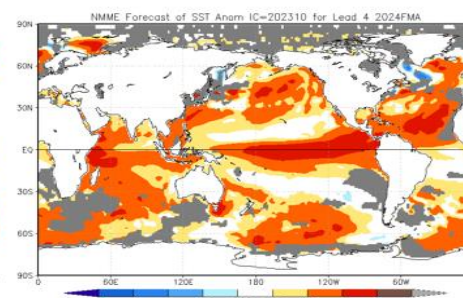 NMME Forecast of SST Anom IC=202310 for Lead 4 2024FMA
90N
60N
30N
EQ
30S
60S
90S
0 60E 120E 180 120W 60W